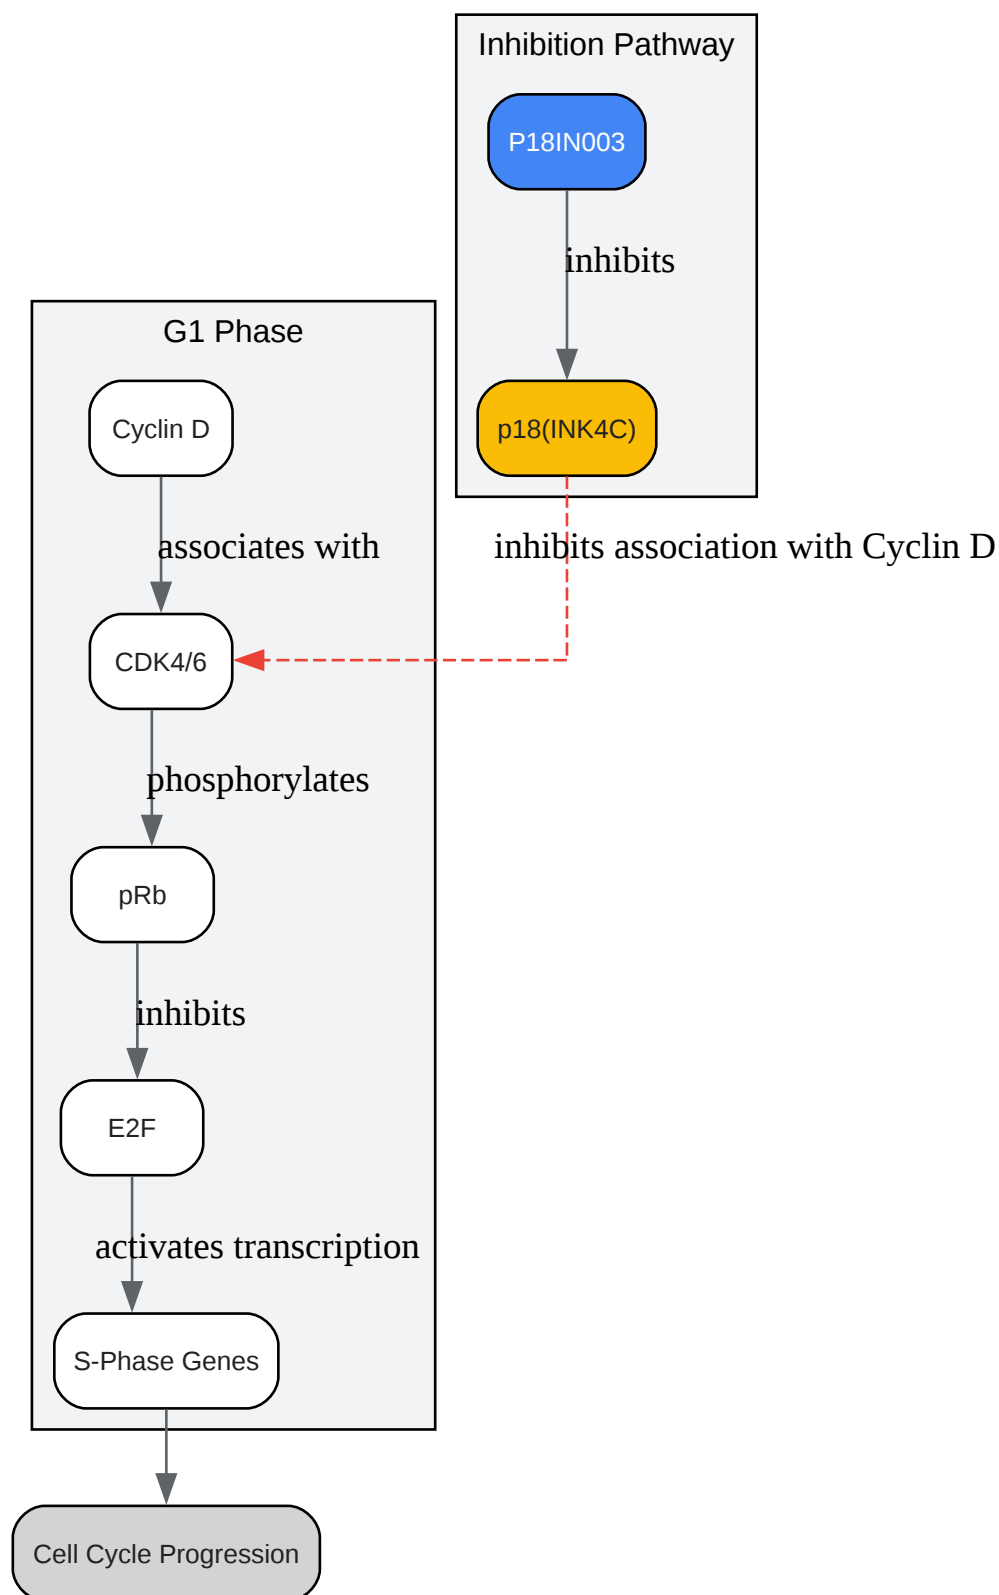 Inhibition Pathway
P18IN003
inhibits
p18(INK4C)
inhibits association with Cyclin D
G1 Phase
Cyclin D
associates with
CDK4/6
phosphorylates
pRb
inhibits
E2F
activates transcription
S-Phase Genes
Cell Cycle Progression